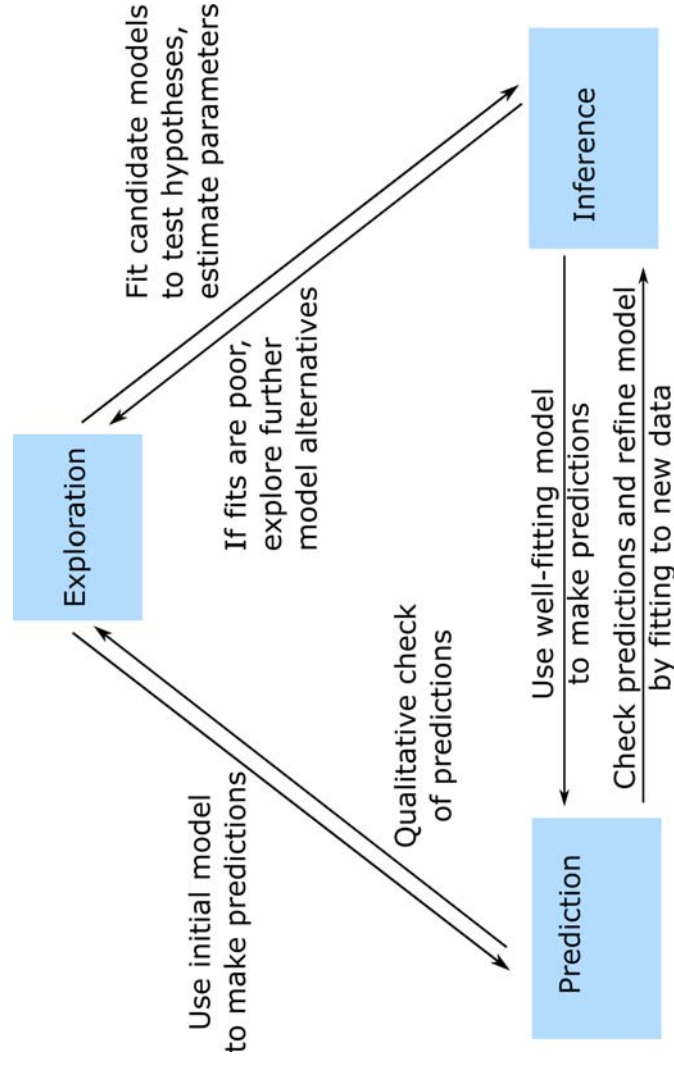 Exploration
Use initial model
to make predictions
Qualitative check
of predictions
Fit candidate models
to test hypotheses,
estimate parameters
If fits are poor,
explore further
model alternatives
Prediction
Use well-fitting model
to make predictions
Check predictions and refine model
by fitting to new data
Inference